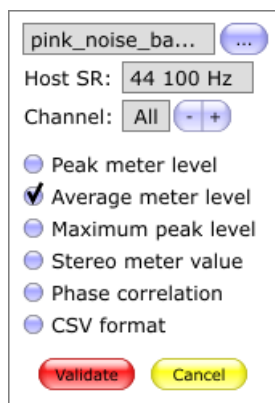 pink_noise_ba... ...
Host SR: 44 100 Hz
Channel: All - +
Peak meter level
Average meter level
Maximum peak level
Stereo meter value
Phase correlation
CSV format
Validate Cancel